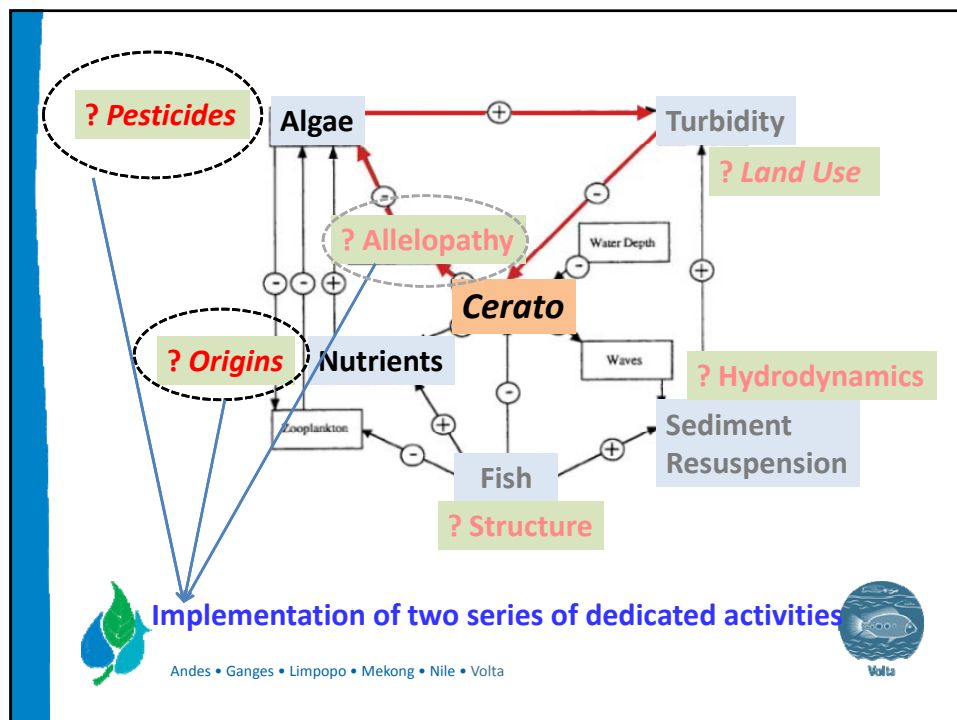 ? Pesticides
Algae
+
Turbidity
? Land Use
-
-
? Allelopathy
Water Depth
-
-
-
+
+
Cerato
? Origins
Nutrients
Waves
-
? Hydrodynamics
Zooplankton
+
-
+
Sediment
Resuspension
Fish
? Structure
Implementation of two series of dedicated activities
Andes • Ganges • Limpopo • Mekong • Nile • Volta
Volta